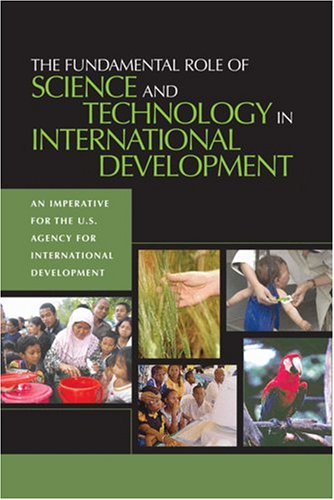 THE FUNDAMENTAL ROLE OF
SCIENCE AND
TECHNOLOGY IN
INTERNATIONAL
DEVELOPMENT
AN IMPERATIVE
FOR THE U.S.
AGENCY FOR
INTERNATIONAL
DEVELOPMENT